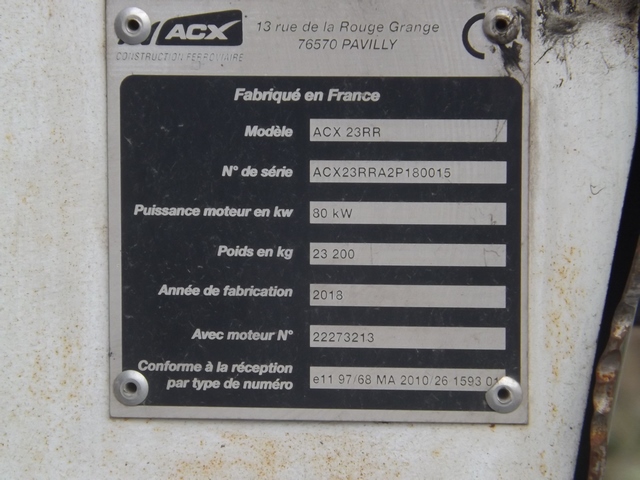 ACX
CONSTRUCTION FERROVIAIRE
13 rue de la Rouge Grange
76570 PAVILLY
Fabriqué en France
Modèle ACX 23RR
N° de série ACX23RRA2P180015
Puissance moteur en kw 80 kW
Poids en kg 23 200
Année de fabrication 2018
Avec moteur N° 22273213
Conforme à la réception
par type de numéro e11 97/68 MA 2010/26 1593 01